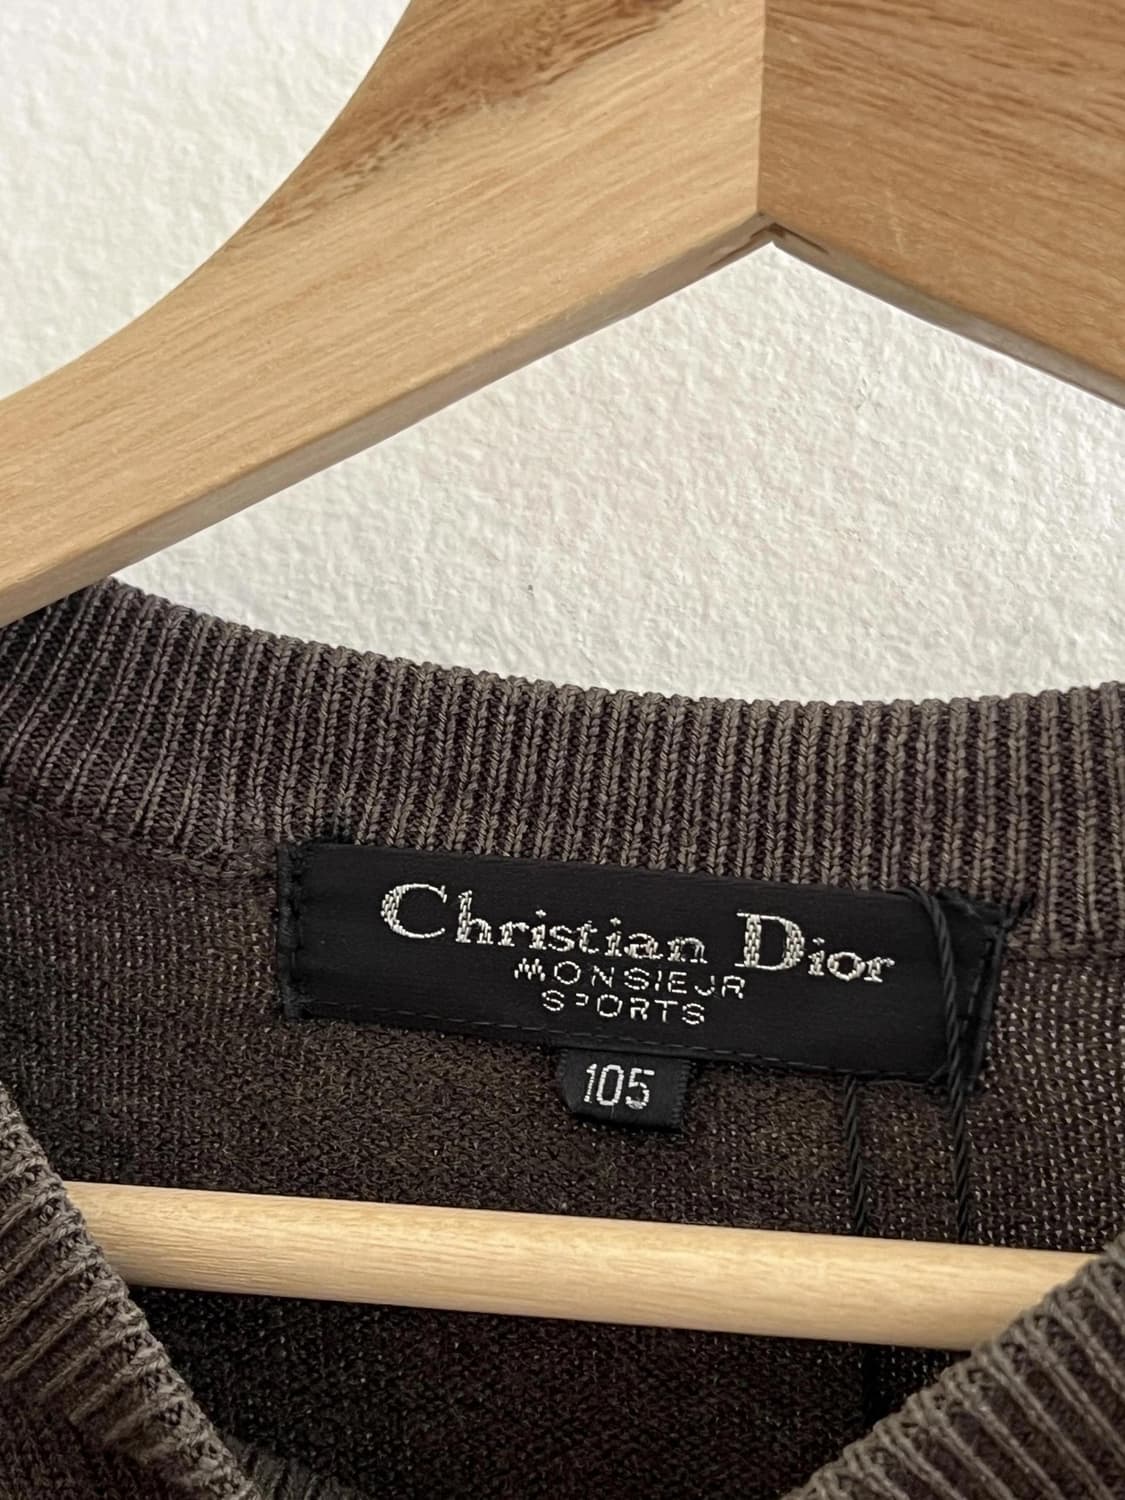 Christian Dior
MONSIEUR
SPORTS
105